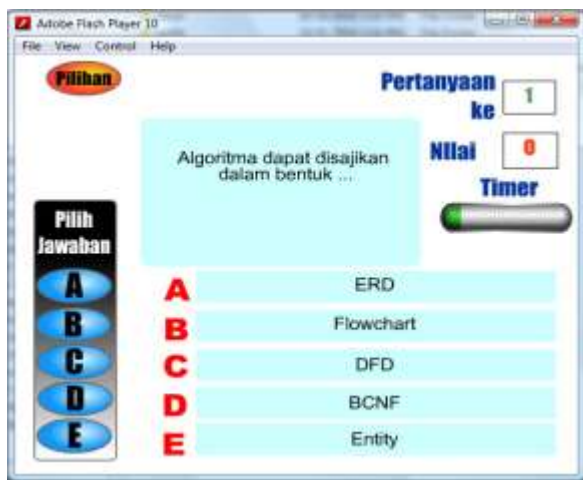 Adobe Flash Player 10
File View Control Help
Pilihan
Pertanyaan
ke
1
Algoritma dapat disajikan
dalam bentuk ...
NIlai
0
Timer
Pilih
Jawaban
A
B
C
D
E
A ERD
B Flowchart
C DFD
D BCNF
E Entity